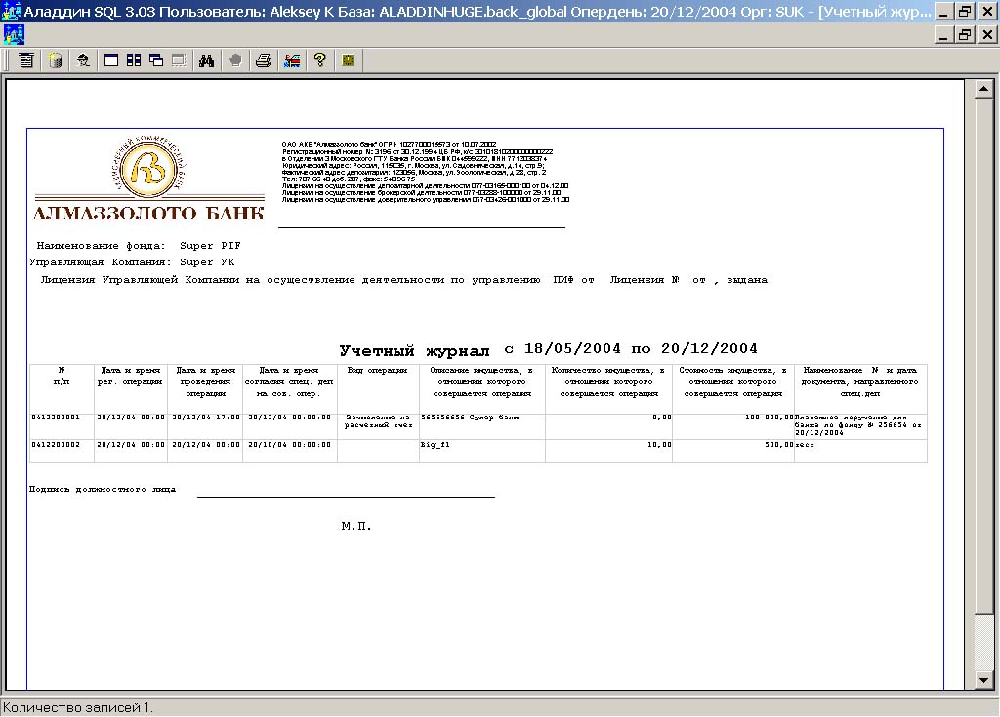 Аладдин SQL 3.03 Пользователь: Aleksey K База: ALADDINHUGE.back_global Опердень: 20/12/2004 Орг: SUK - [Учетный жур...
АКЦИОНЕРНЫЙ КОММЕРЧЕСКИЙ
АЛМАЗЗОЛОТО БАНК
ОАО АКБ "Алмаззолото банк" ОГРН 1027700019573 от 10.07.2002
Регистрационный номер №: 3196 от 30.12.1994 ЦБ РФ, к/с 30101810200000000222
в Отделении 3 Московского ГТУ Банка России БИК 044599222, ИНН 7712038374
Юридический адрес: Россия, 115035, г. Москва, ул. Садовническая, д.14, стр.9;
Фактический адрес депозитария: 123056, Москва, ул. Зоологическая, д.28, стр. 2
Тел: 787-66-48 доб. 207, факс: 540-96-75
Лицензия на осуществление депозитарной деятельности 077-03165-000100 от 04.12.00
Лицензия на осуществление брокерской деятельности 077-03288-100000 от 29.11.00
Лицензия на осуществление доверительного управления 077-03426-001000 от 29.11.00
Наименование фонда: Super PIF
Управляющая Компания: Super УК
Лицензия Управляющей Компании на осуществление деятельности по управлению ПИФ от Лицензия № от , выдана
Учетный журнал с 18/05/2004 по 20/12/2004
N п/п
Дата и время рег. операции
Дата и время проведения операции
Дата и время согласия спец. деп на сов. опер.
Вид операции
Описание имущества, в отношении которого совершается операция
Количество имущества, в отношении которого совершается операция
Стоимость имущества, в отношении которого совершается операция
Наименование N и дата документа, направленного спец.деп
0412200001 20/12/04 00:00 20/12/04 17:00 20/12/04 00:00:00 Зачисление на расчетный счет 565656656 Супер банк 0,00 100 000,00 Платежное поручение для банка по фонду № 256654 от 20/12/2004
0412200002 20/12/04 00:00 20/12/04 00:00 20/10/04 00:00:00 Big_f1 10,00 500,00 тест
Подпись должностного лица
М.П.
Количество записей 1.